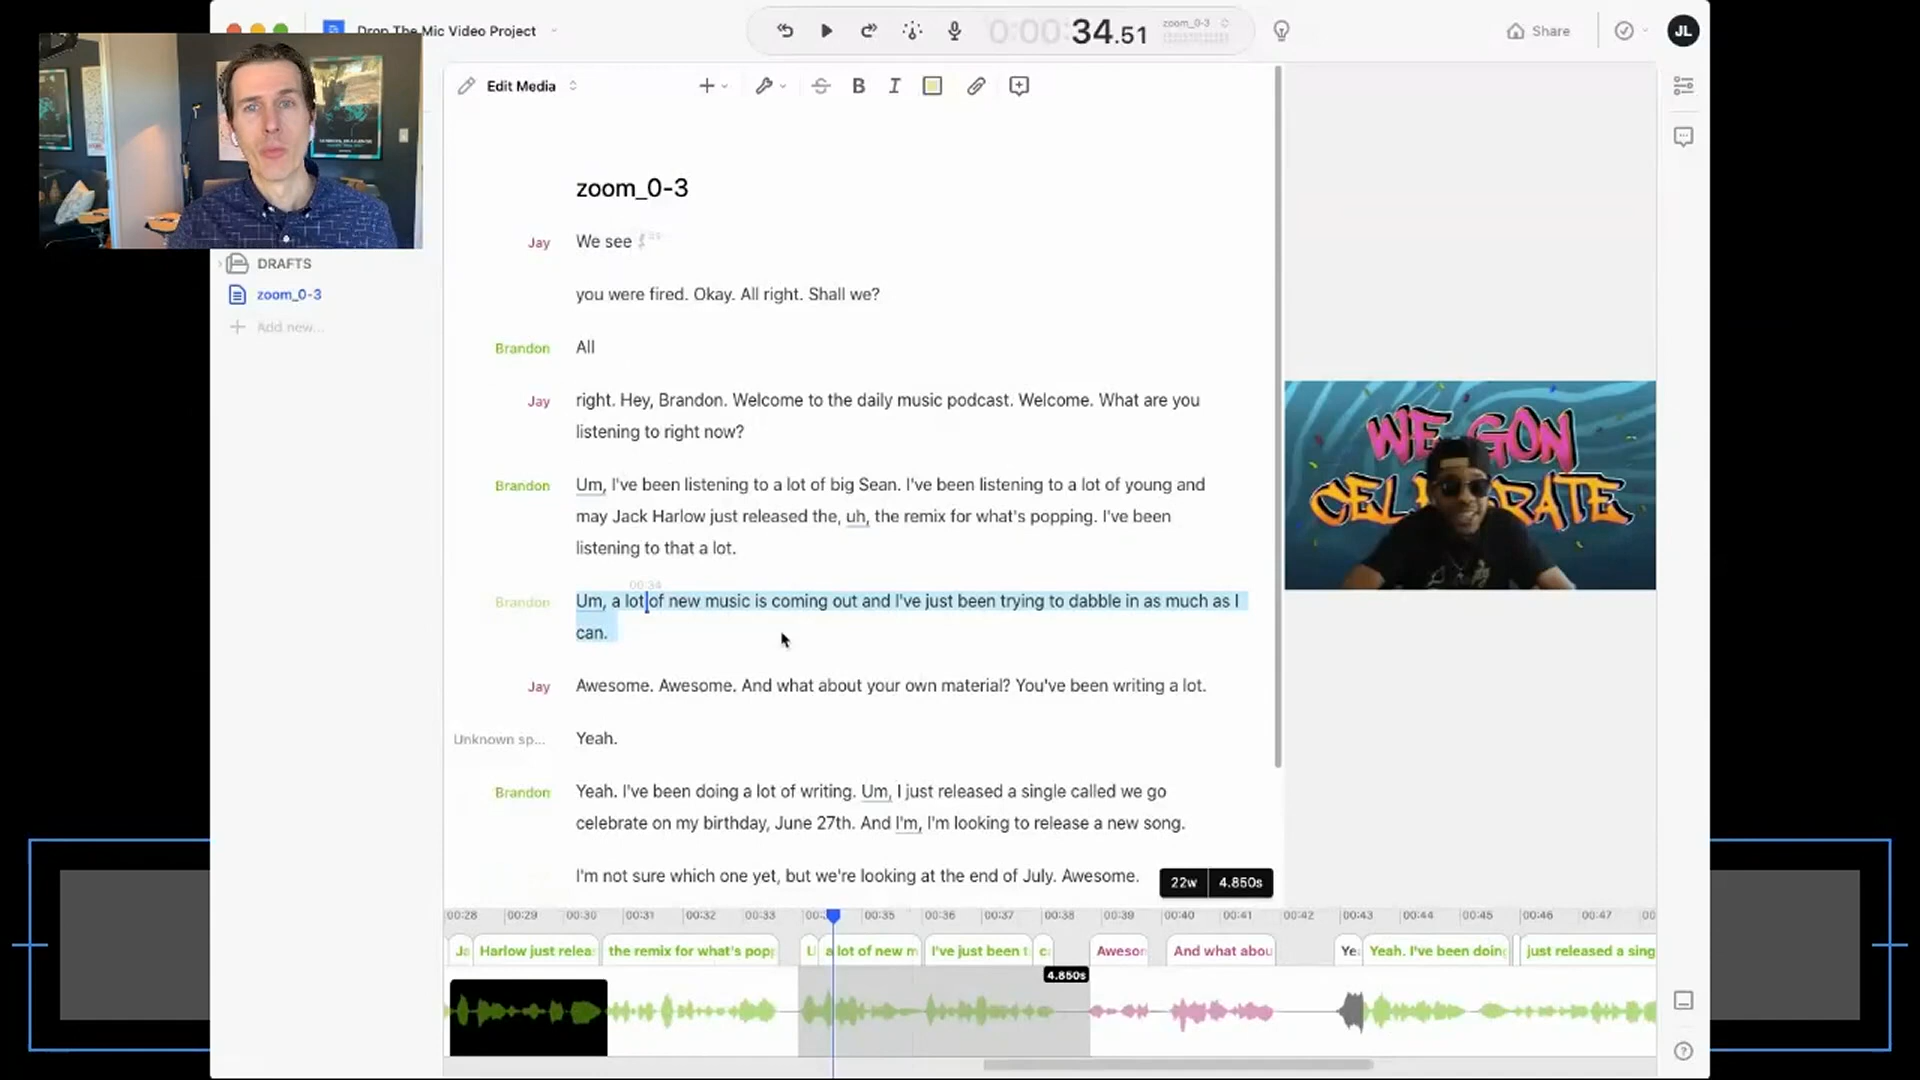 Drop The Mic Video Project
0:00:34.51
zoom_0-3
Share
JL
Edit Media
B
I
zoom_0-3
DRAFTS
zoom_0-3
Add new...
Jay
We see
you were fired. Okay. All right. Shall we?
Brandon
All
Jay
right. Hey, Brandon. Welcome to the daily music podcast. Welcome. What are you
listening to right now?
Brandon
Um, I've been listening to a lot of big Sean. I've been listening to a lot of young and
may Jack Harlow just released the, uh, the remix for what's popping. I've been
listening to that a lot.
00:34
Brandon
Um, a lot of new music is coming out and I've just been trying to dabble in as much as I
can.
Jay
Awesome. Awesome. And what about your own material? You've been writing a lot.
Unknown sp...
Yeah.
Brandon
Yeah. I've been doing a lot of writing. Um, I just released a single called we go
celebrate on my birthday, June 27th. And I'm, I'm looking to release a new song.
I'm not sure which one yet, but we're looking at the end of July. Awesome.
22w 4.850s
WE GON
CELEBRATE
00:28 00:29 00:30 00:31 00:32 00:33 00:35 00:36 00:37 00:38 00:39 00:40 00:41 00:42 00:43 00:44 00:45 00:46 00:47
Ja Harlow just relea the remix for what's popp a lot of new m I've just been t c Aweson And what abou Ye Yeah. I've been doin just released a sing
4.850s